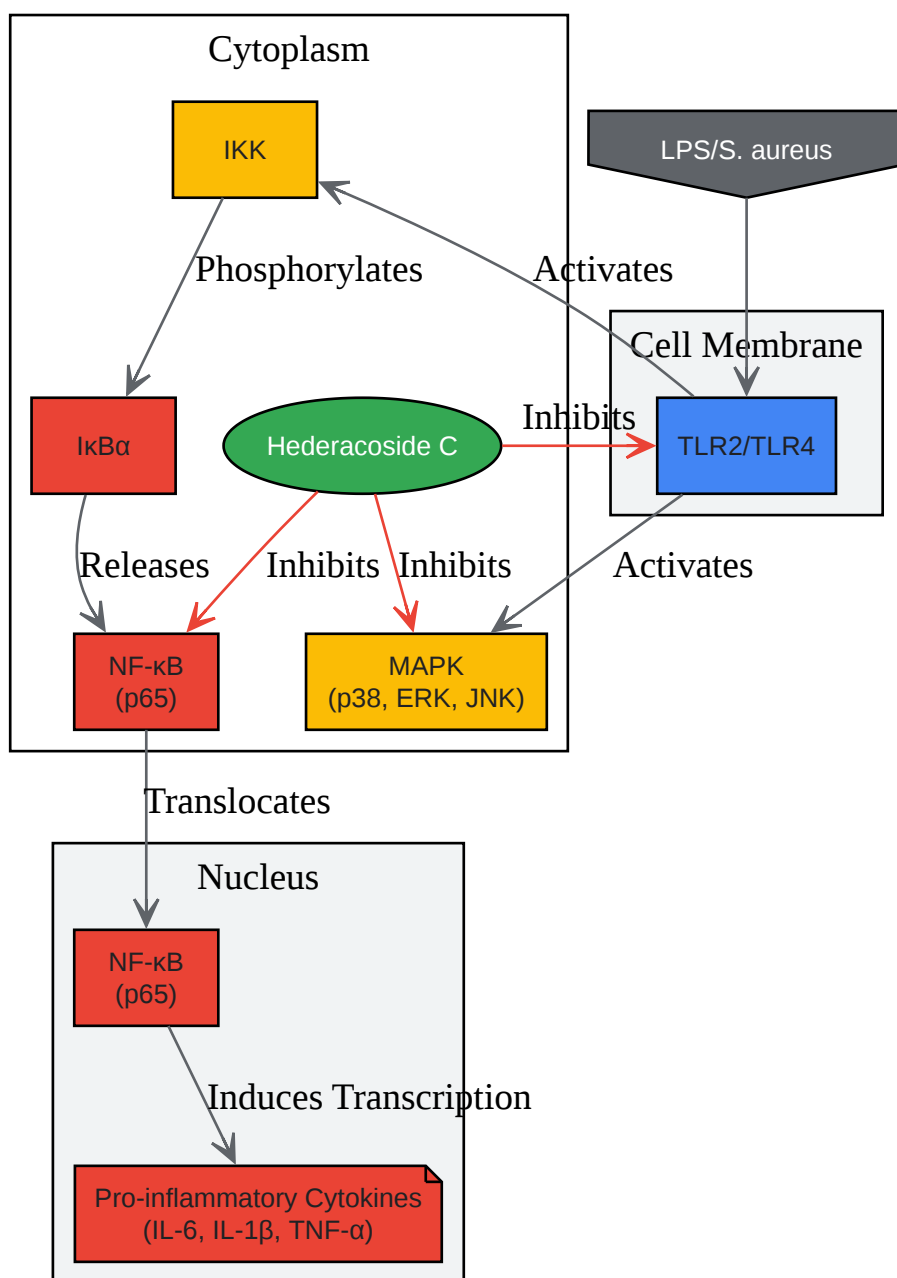 Cytoplasm
IKK
LPS/S. aureus
Phosphorylates
Activates
Cell Membrane
Inhibits
IκBα
Hederacoside C
TLR2/TLR4
Releases
Inhibits
Inhibits
Activates
NF-κB
(p65)
MAPK
(p38, ERK, JNK)
Translocates
Nucleus
NF-κB
(p65)
Induces Transcription
Pro-inflammatory Cytokines
(IL-6, IL-1β, TNF-α)